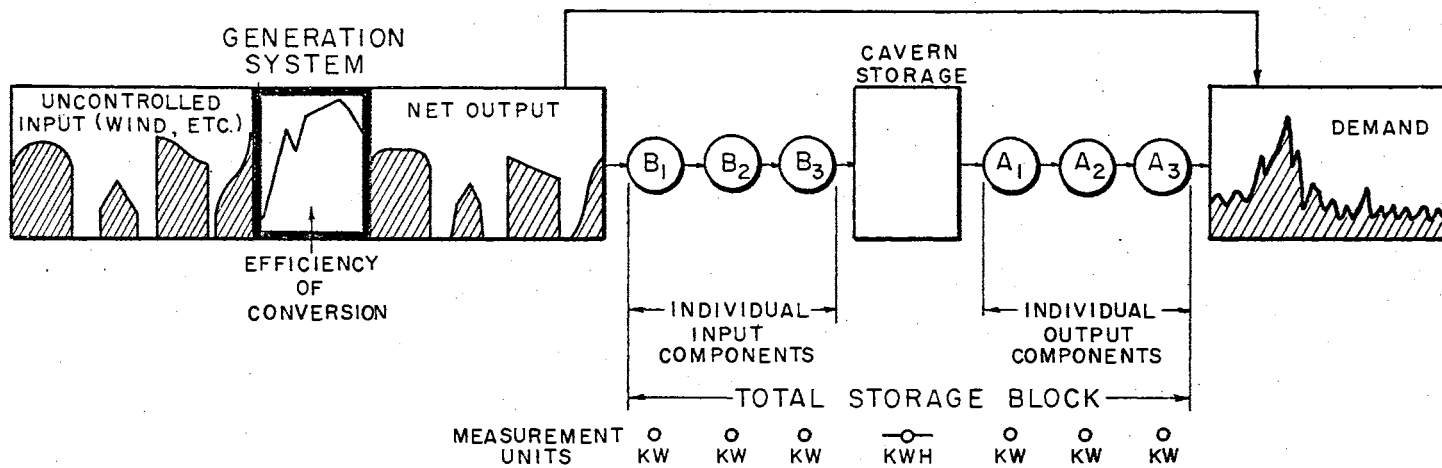 GENERATION
SYSTEM
UNCONTROLLED
INPUT (WIND, ETC.)
NET OUTPUT
CAVERN
STORAGE
DEMAND
B1
B2
B3
A1
A2
A3
EFFICIENCY
OF
CONVERSION
INDIVIDUAL
INPUT
COMPONENTS
INDIVIDUAL
OUTPUT
COMPONENTS
TOTAL STORAGE BLOCK
MEASUREMENT
UNITS
KW KW KW KWH KW KW KW